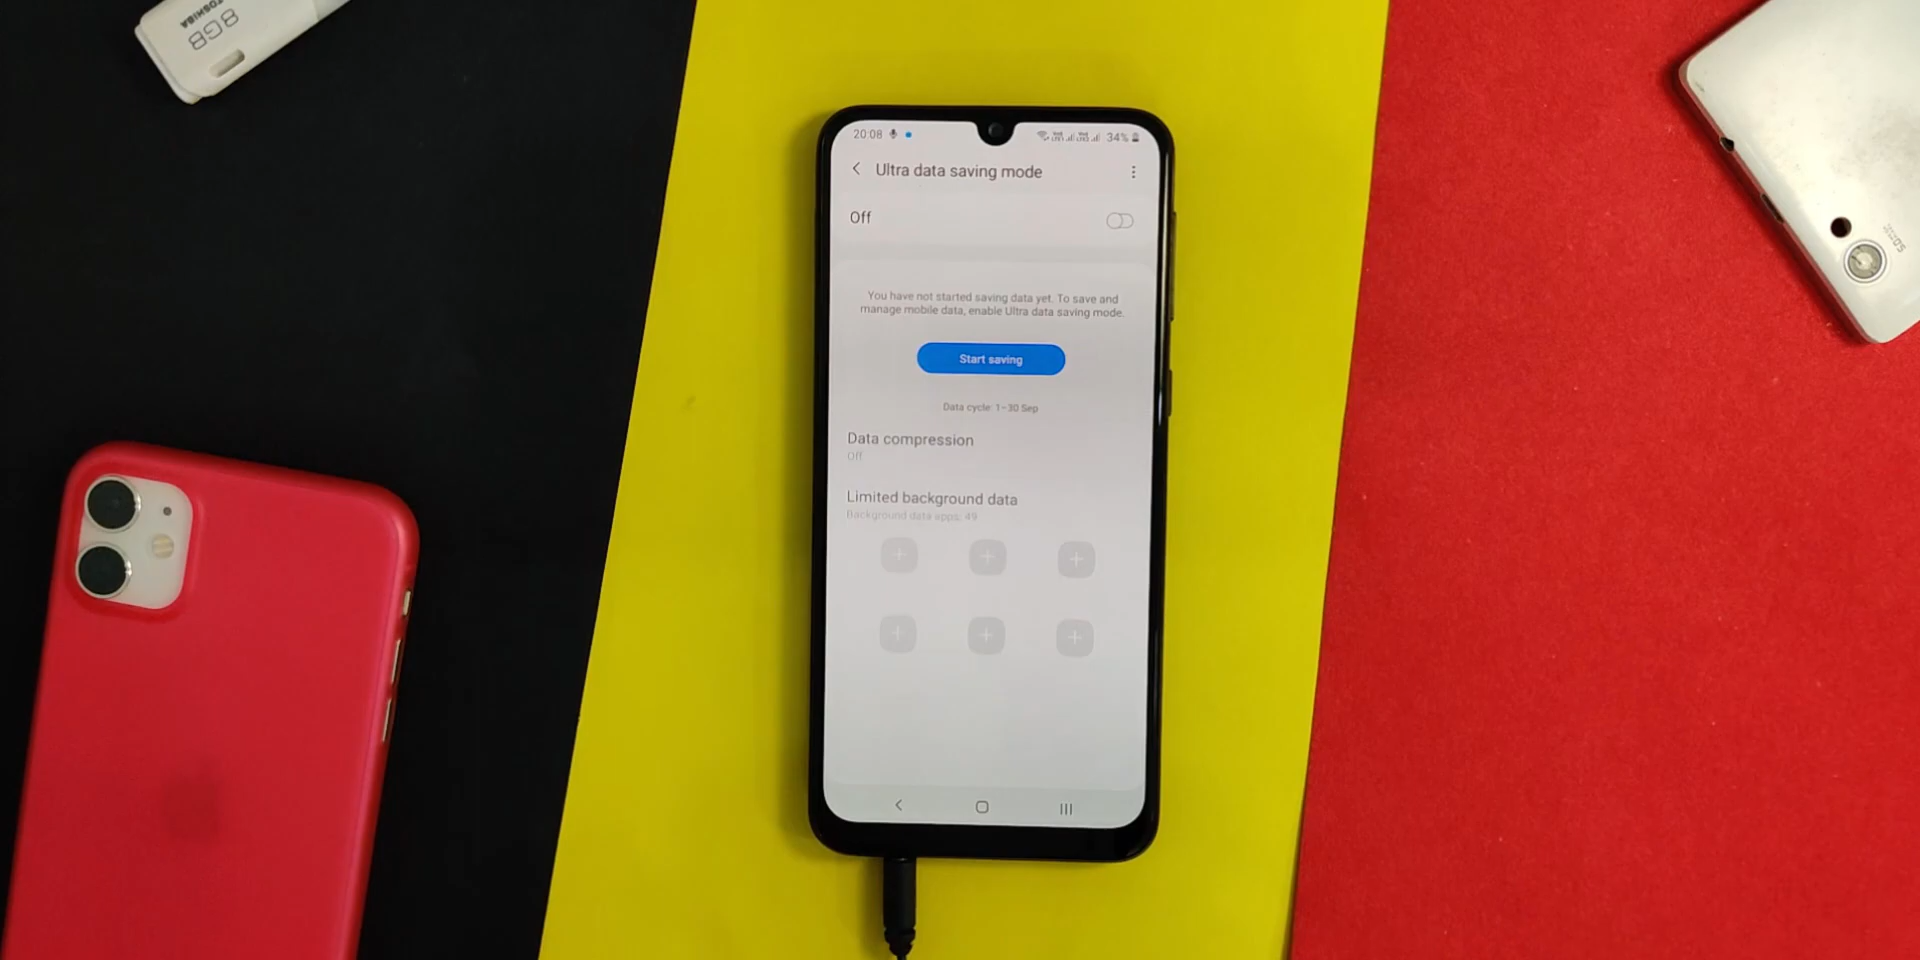 TOSHIBA
8GB
20:08
34%
Ultra data saving mode
Off
You have not started saving data yet. To save and
manage mobile data, enable Ultra data saving mode.
Start saving
Data cycle: 1–30 Sep
Data compression
Off
Limited background data
Background data apps: 49